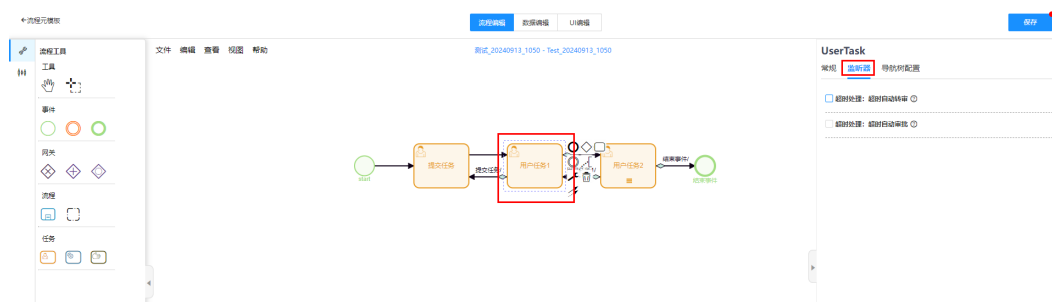 ←流程元模板
流程编辑 数据编辑 UI编辑
保存
流程工具
工具
事件
网关
流程
任务
文件 编辑 查看 视图 帮助
测试_20240913_1050 - Test_20240913_1050
start
提交任务
提交任务/
用户任务1
用户任务2
结束事件/
结束事件
UserTask
常规 监听器 导航树配置
超时处理：超时自动转审
超时处理：超时自动审批